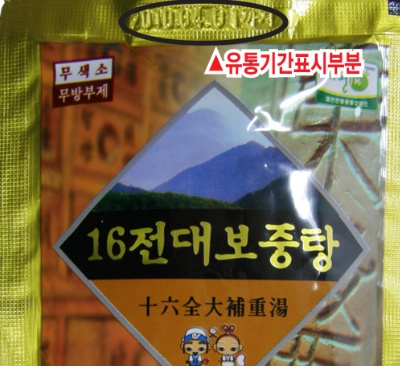 ▲유통기간표시부분
무색소
무방부제
16전대보중탕
十六全大補重湯